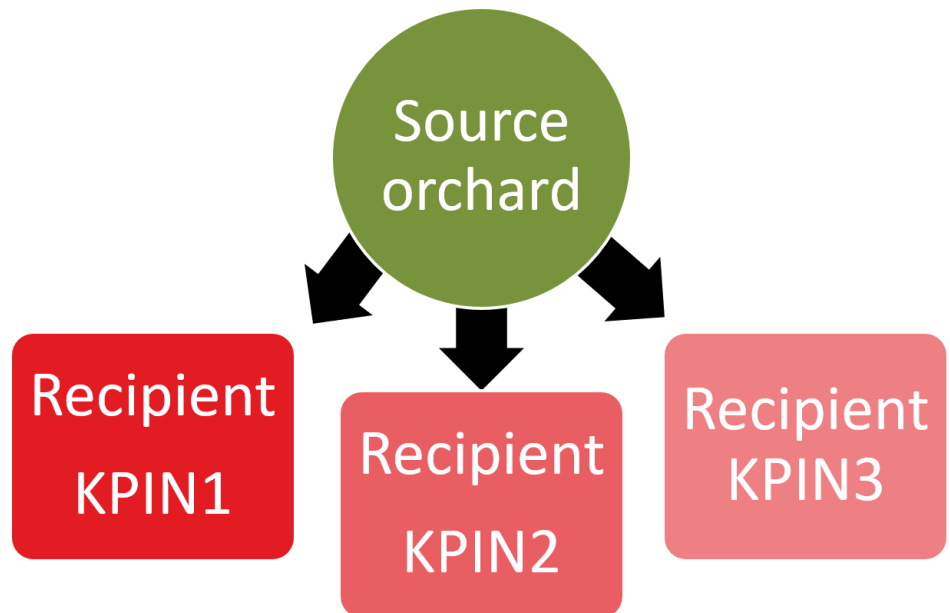 Source
orchard
Recipient
KPIN1
Recipient
KPIN2
Recipient
KPIN3